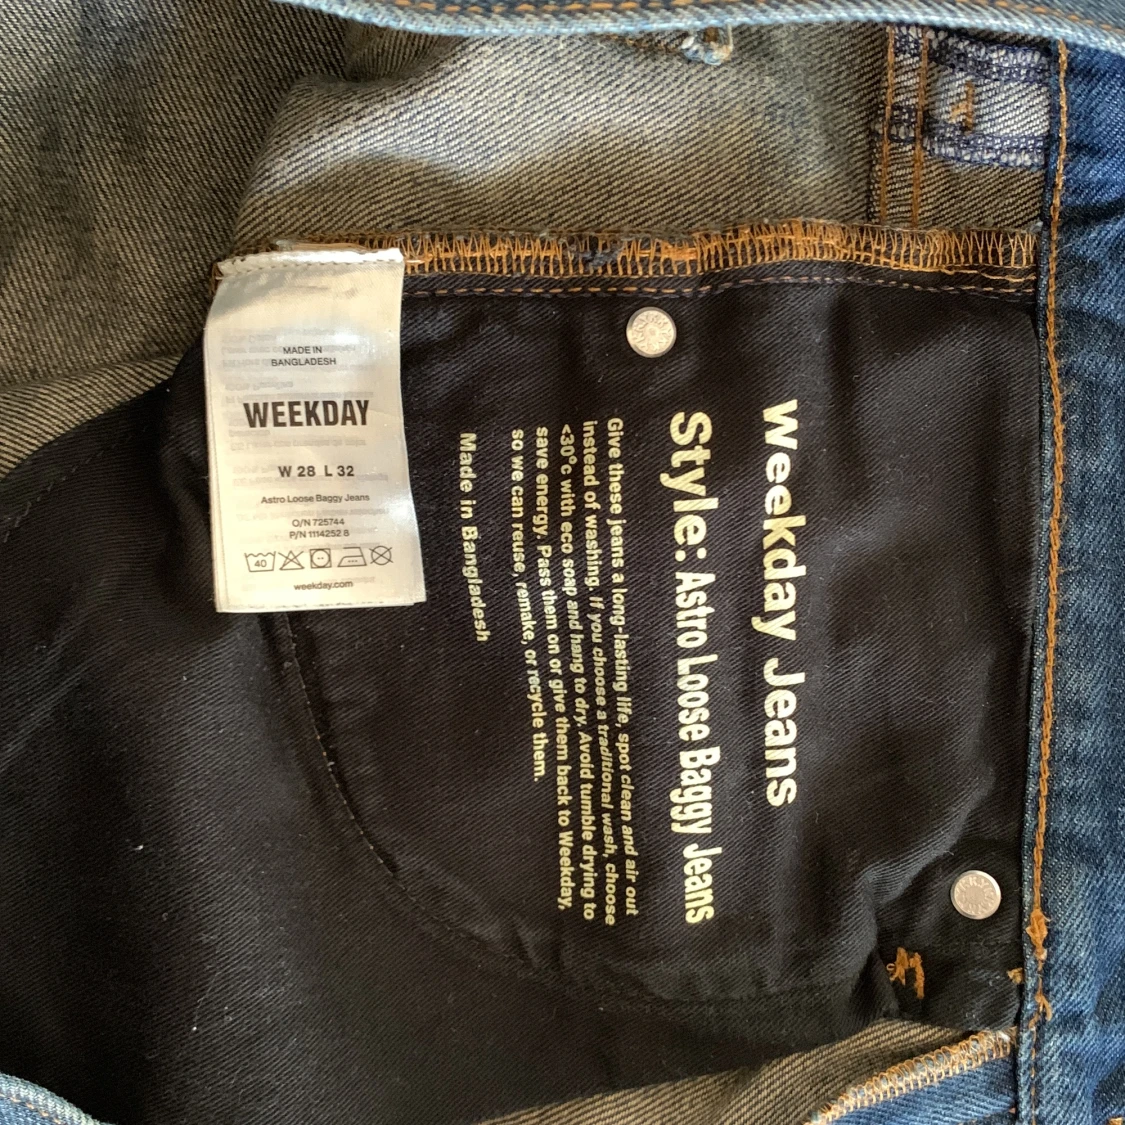 MADE IN
BANGLADESH
WEEKDAY
W 28 L 32
Astro Loose Baggy Jeans
O/N 725744
P/N 1114252 8
40
weekday.com
Weekday Jeans
Style: Astro Loose Baggy Jeans
Give these jeans a long-lasting life, spot clean and air out
instead of washing. If you choose a traditional wash, choose
<30°c with eco soap and hang to dry. Avoid tumble drying to
save energy. Pass them on or give them back to Weekday,
so we can reuse, remake, or recycle them.
Made in Bangladesh